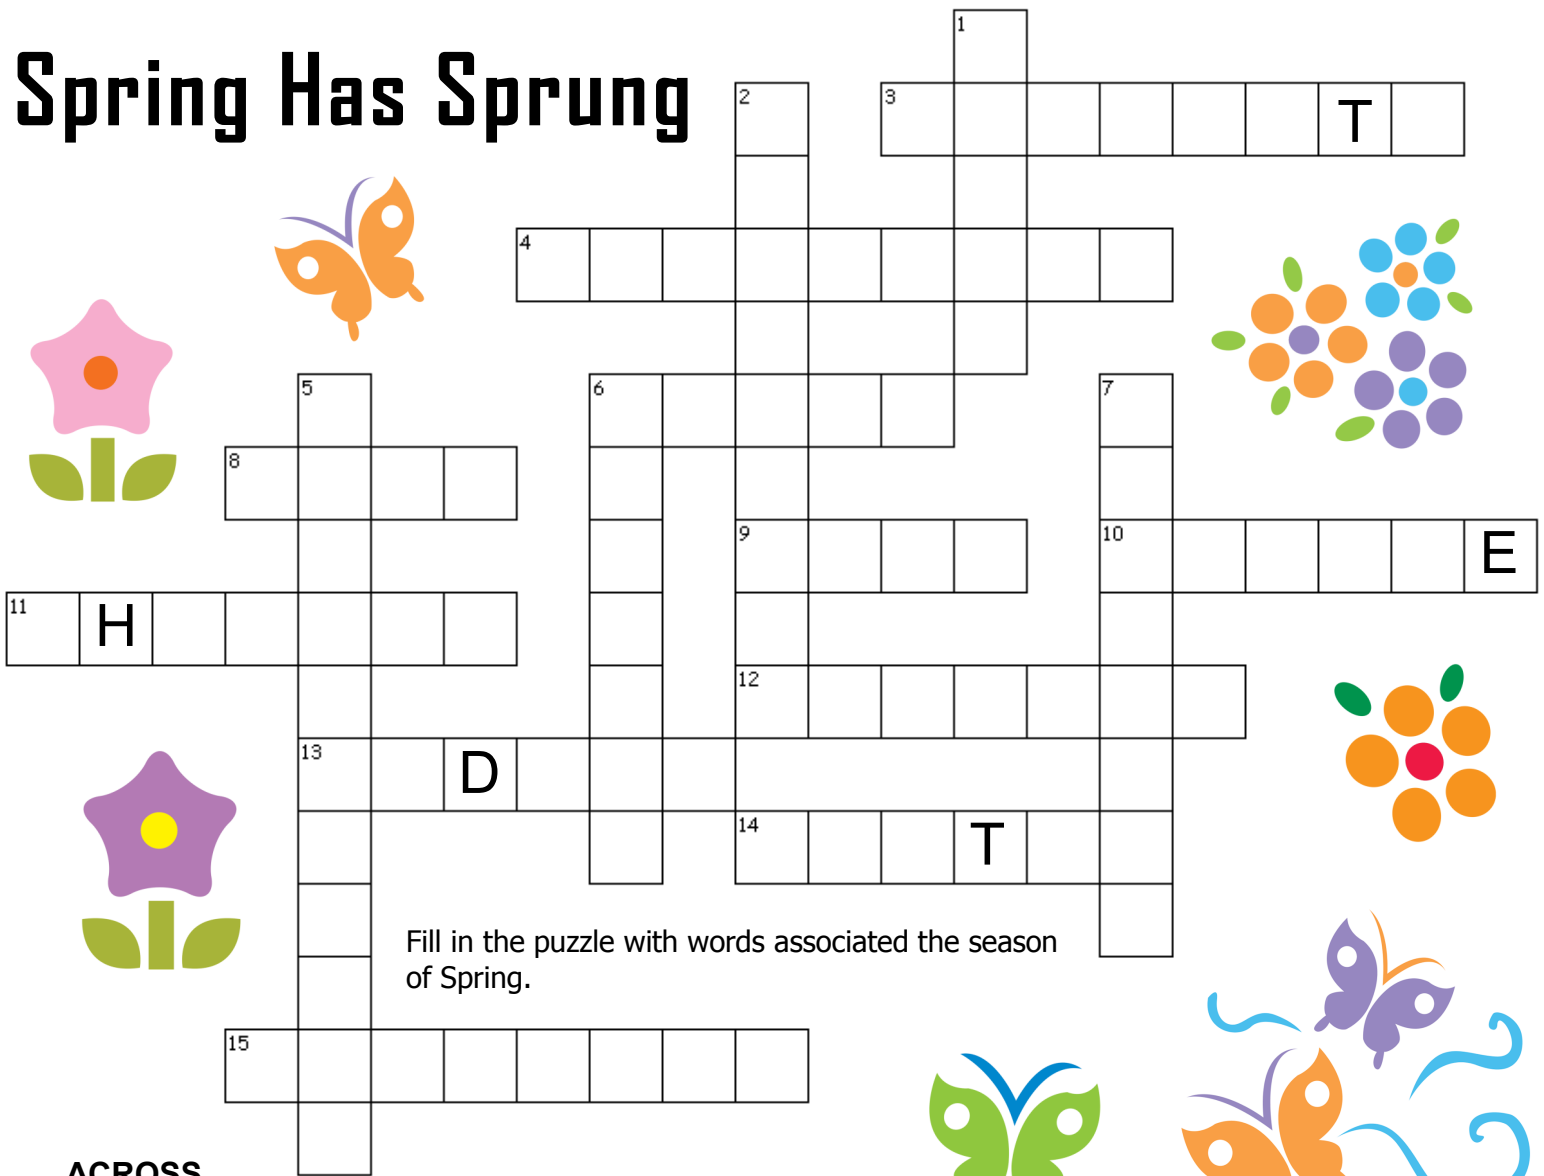 1
Spring Has Sprung
2
3
T
4
5
6
7
8
9
10
E
11
H
12
13
D
14
T
Fill in the puzzle with words associated the season
of Spring.
15
ACROSS